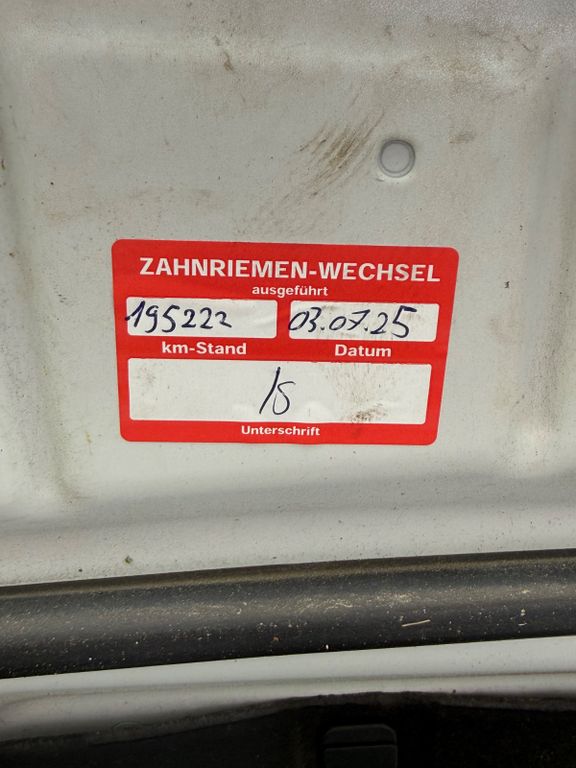 ZAHNRIEMEN-WECHSEL
ausgeführt
195222 03.07.25
km-Stand Datum
Unterschrift